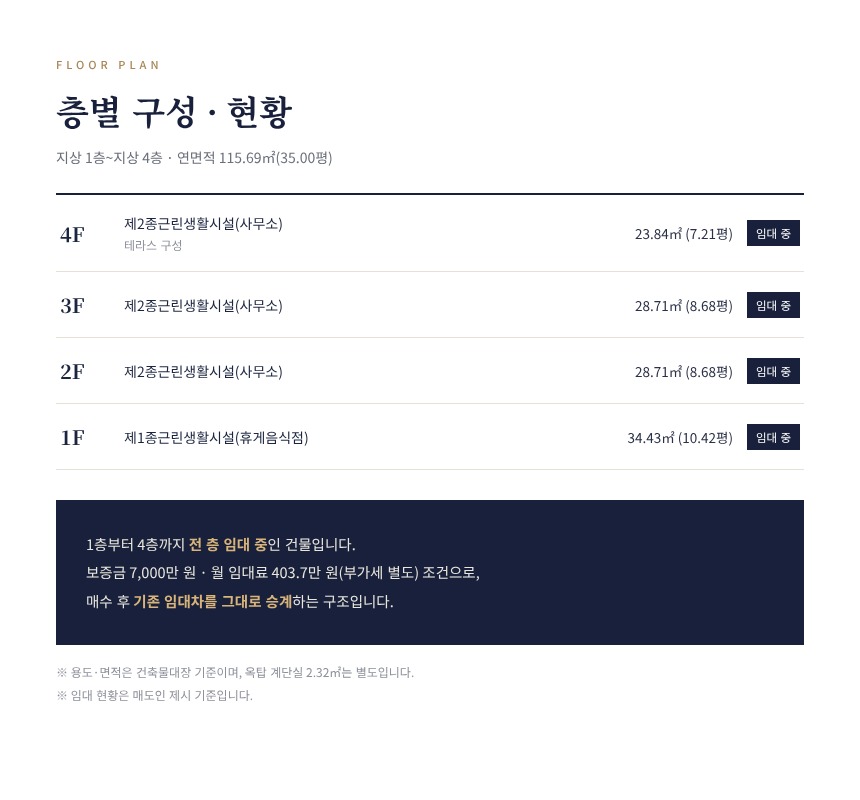 FLOOR PLAN
층별 구성 · 현황
지상 1층~지상 4층 · 연면적 115.69㎡(35.00평)
4F 제2종근린생활시설(사무소) 23.84㎡ (7.21평) 임대 중
테라스 구성
3F 제2종근린생활시설(사무소) 28.71㎡ (8.68평) 임대 중
2F 제2종근린생활시설(사무소) 28.71㎡ (8.68평) 임대 중
1F 제1종근린생활시설(휴게음식점) 34.43㎡ (10.42평) 임대 중
1층부터 4층까지 전 층 임대 중인 건물입니다.
보증금 7,000만 원 · 월 임대료 403.7만 원(부가세 별도) 조건으로,
매수 후 기존 임대차를 그대로 승계하는 구조입니다.
※ 용도·면적은 건축물대장 기준이며, 옥탑 계단실 2.32㎡는 별도입니다.
※ 임대 현황은 매도인 제시 기준입니다.